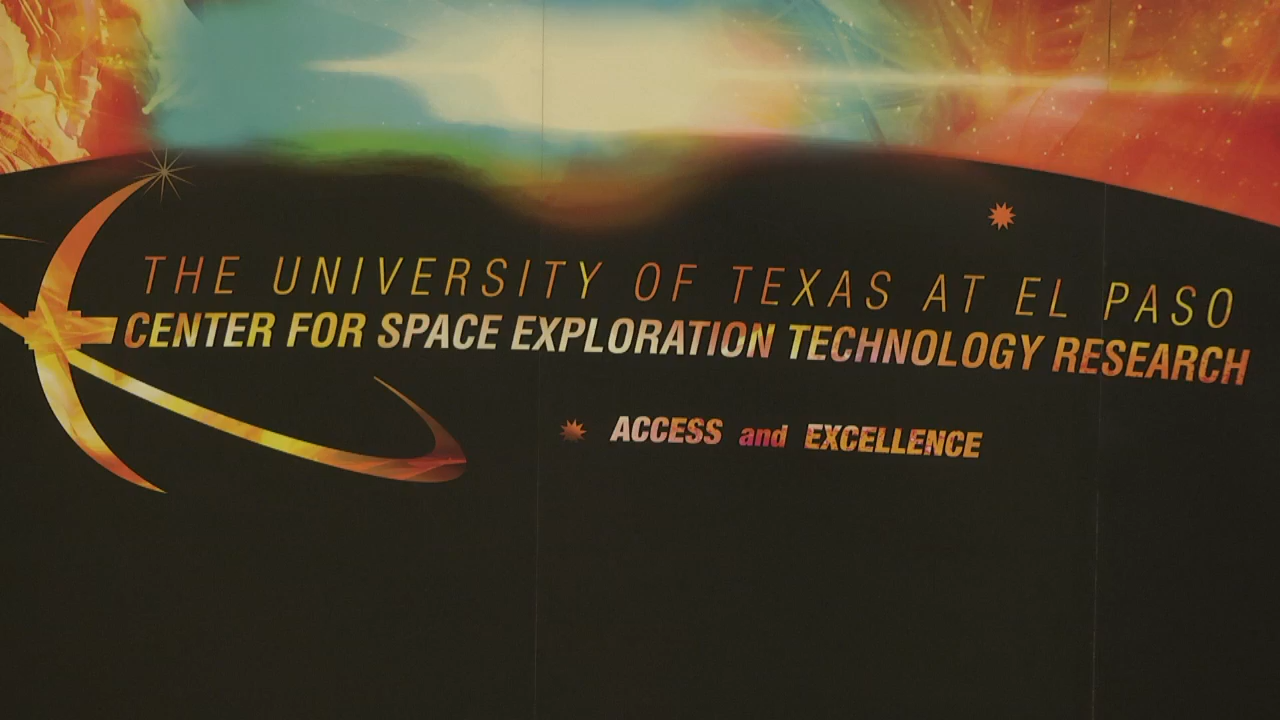 THE UNIVERSITY OF TEXAS AT EL PASO
CENTER FOR SPACE EXPLORATION TECHNOLOGY RESEARCH
ACCESS and EXCELLENCE